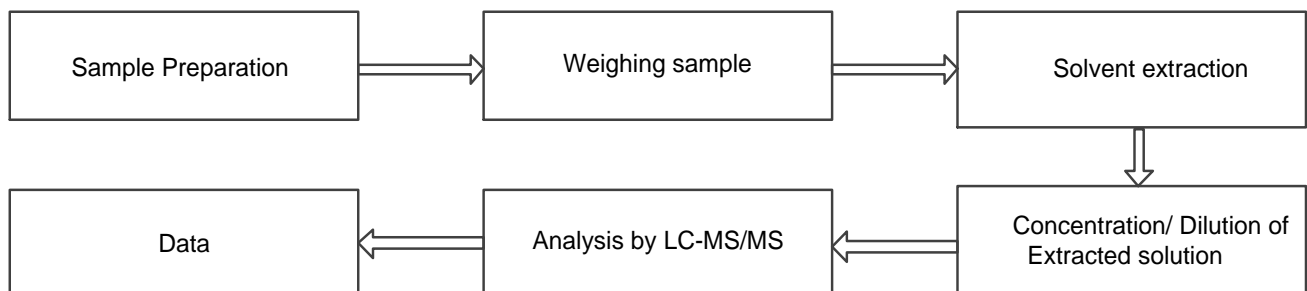 Sample Preparation
Weighing sample
Solvent extraction
Concentration/ Dilution of
Extracted solution
Analysis by LC-MS/MS
Data